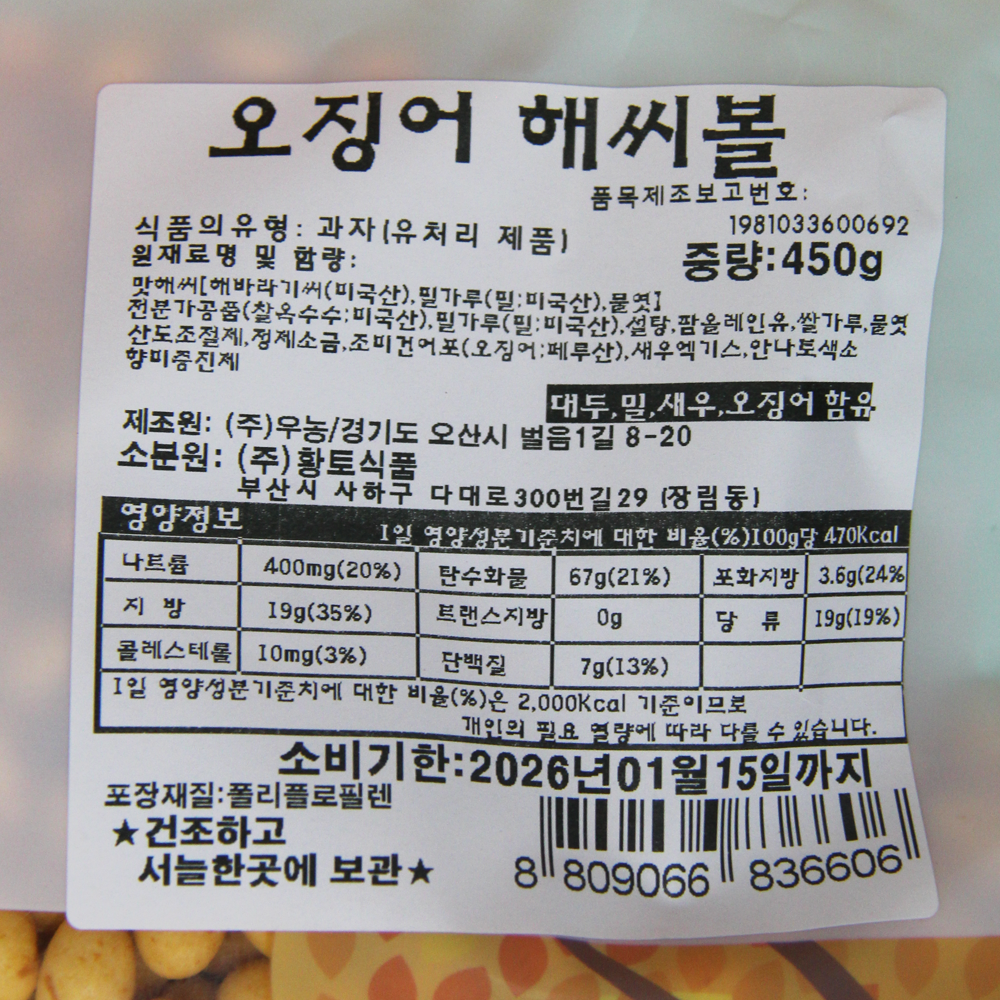 오징어 해씨볼
품목제조보고번호:
식품의유형: 과자(유처리 제품)
1981033600692
원재료명 및 함량:
중량:450g
맛해씨[해바라기씨(미국산),밀가루(밀:미국산),물엿]
전분가공품(찰옥수수:미국산),밀가루(밀:미국산),설탕,팜올레인유,쌀가루,물엿
산도조절제,정제소금,조미건어포(오징어:페루산),새우엑기스,안나토색소
향미증진제
대두,밀,새우,오징어 함유
제조원: (주)우농/경기도 오산시 벌음1길 8-20
소분원: (주)황토식품
부산시 사하구 다대로300번길29 (장림동)
영양정보
1일 영양성분기준치에 대한 비율(%)100g당 470Kcal
나트륨 400mg(20%) 탄수화물 67g(21%) 포화지방 3.6g(24%
지 방 19g(35%) 트랜스지방 0g 당 류 19g(19%)
콜레스테롤 10mg(3%) 단백질 7g(13%)
1일 영양성분기준치에 대한 비율(%)은 2,000Kcal 기준이므로
개인의 필요 열량에 따라 다를 수 있습니다.
소비기한:2026년01월15일까지
포장재질:폴리플로필렌
★건조하고
서늘한곳에 보관★
8 809066 836606